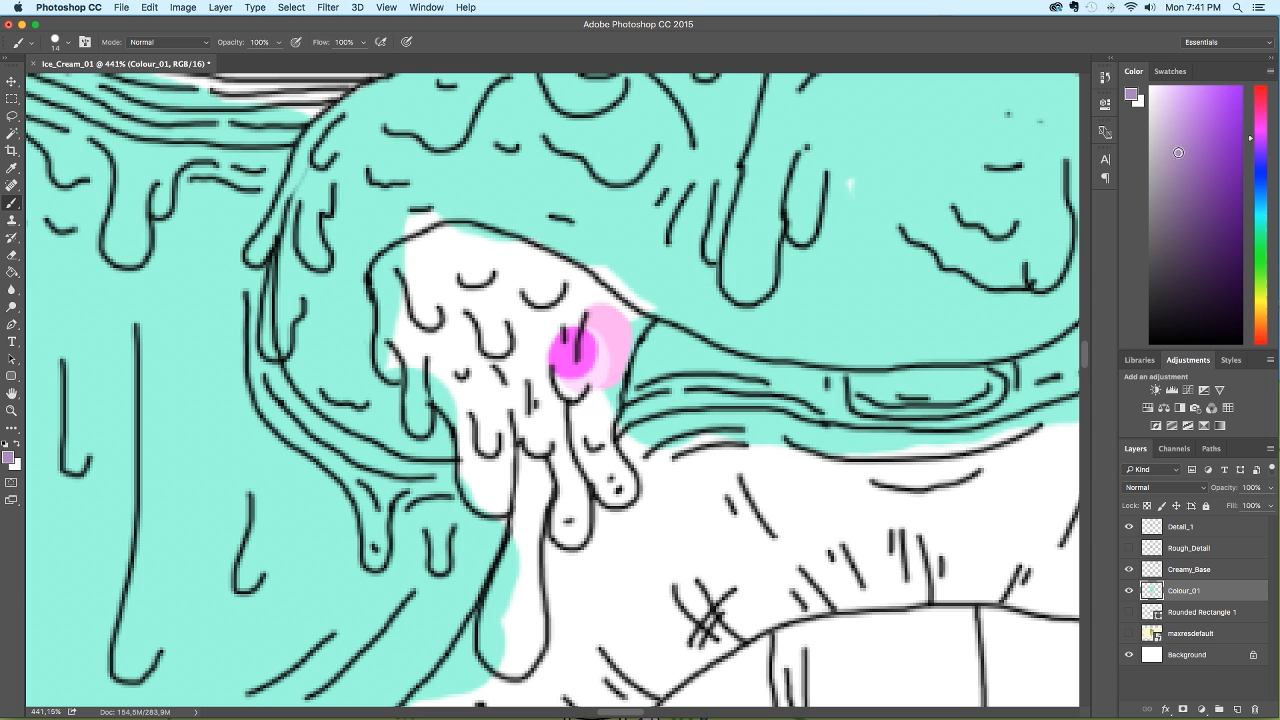 Photoshop CC File Edit Image Layer Type Select Filter 3D View Window Help Mon 7:41 PM
Adobe Photoshop CC 2015
14 Mode: Normal Opacity: 100% Flow: 100% Essentials
× Ice_Cream_01 @ 441% (Colour_01, RGB/16) *
Color Swatches
Libraries Adjustments Styles
Add an adjustment
Layers Channels Paths
Kind
Normal Opacity: 100%
Lock: Fill: 100%
Detail_1
Rough_Detail
Creamy_Base
Colour_01
Rounded Rectangle 1
maxresdefault
Background
441,15% Doc: 154,5M/283,9M